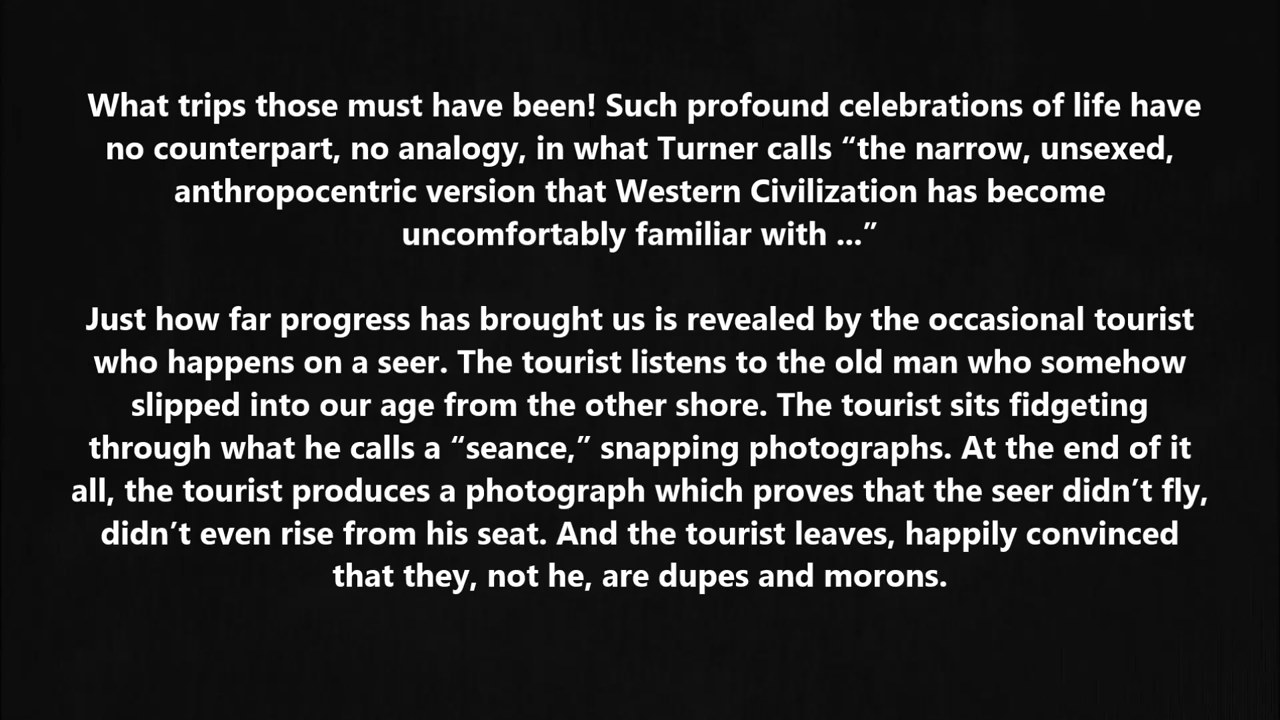 What trips those must have been! Such profound celebrations of life have
no counterpart, no analogy, in what Turner calls “the narrow, unsexed,
anthropocentric version that Western Civilization has become
uncomfortably familiar with ...”
Just how far progress has brought us is revealed by the occasional tourist
who happens on a seer. The tourist listens to the old man who somehow
slipped into our age from the other shore. The tourist sits fidgeting
through what he calls a “seance,” snapping photographs. At the end of it
all, the tourist produces a photograph which proves that the seer didn’t fly,
didn’t even rise from his seat. And the tourist leaves, happily convinced
that they, not he, are dupes and morons.